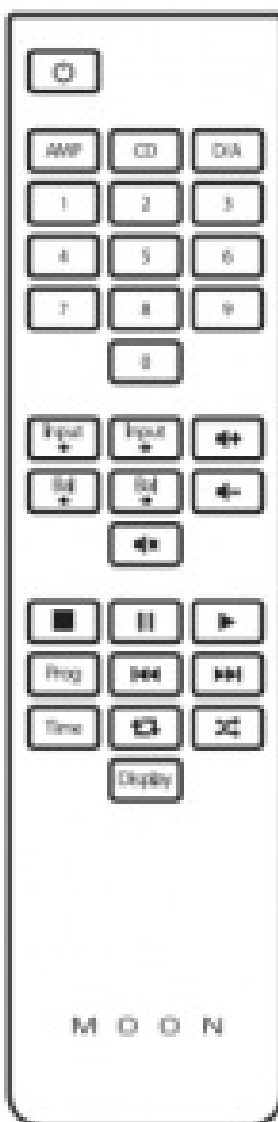 AMP CD D/A
1 2 3
4 5 6
7 8 9
0
Input Input
Bal Bal
Prog
Time
Display
MOON